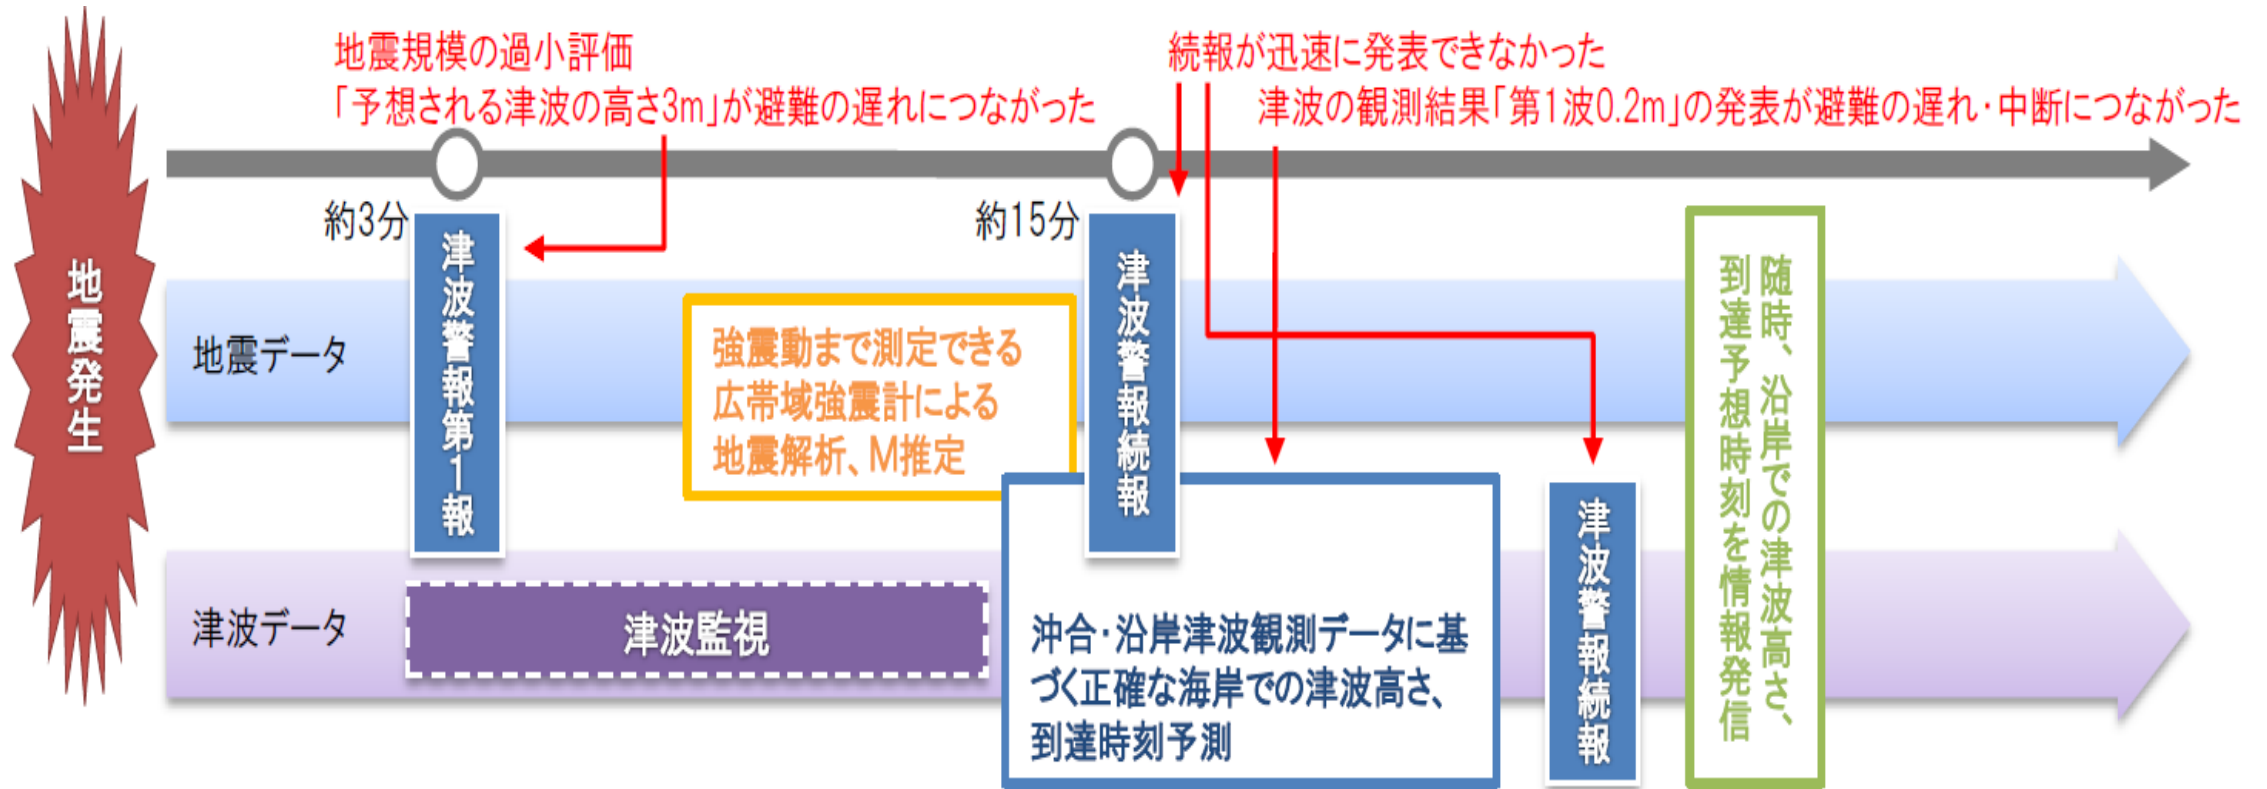 地震規模の過小評価
「予想される津波の高さ3m」が避難の遅れにつながった
続報が迅速に発表できなかった
津波の観測結果「第1波0.2m」の発表が避難の遅れ・中断につながった
地震発生
約3分
約15分
津波警報第1報
津波警報続報
地震データ
強震動まで測定できる
広帯域強震計による
地震解析、M推定
随時、沿岸での津波高さ、
到達予想時刻を情報発信
津波データ
津波監視
沖合・沿岸津波観測データに基
づく正確な海岸での津波高さ、
到達時刻予測
津波警報続報